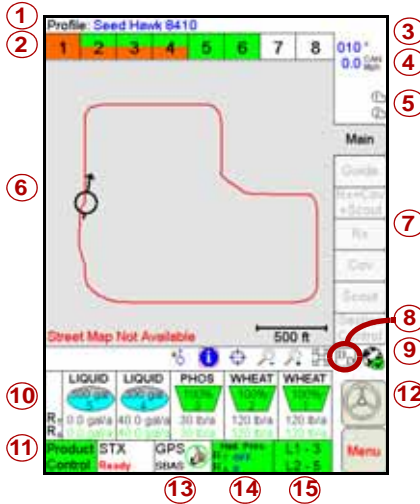 1
Profile: Seed Hawk 8410
2
1 2 3 4 5 6 7 8
010 °
3
0.0
4
5
Main
6
Guide
+Scout
7
Rx
Cov
Scout
8
Control
9
Street Map Not Available
500 ft
LIQUID LIQUID PHOS WHEAT WHEAT
100% 100% 100%
10
12
0.0 gal/a 40.0 gal/a 30 lb/a 120 lb/a 120 lb/a
11
Product Control
STX
Ready
GPS
SBAS
OFF
L1 - 3
L2 - 5
Menu
13
14
15